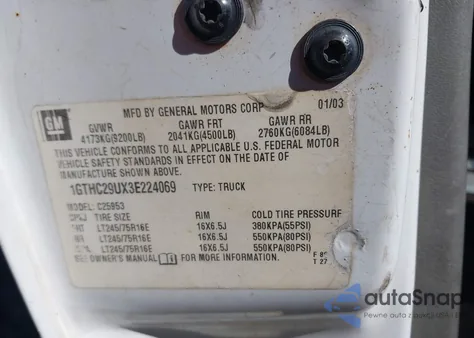 MFD BY GENERAL MOTORS CORP 01/03
GM GVWR GAWR FRT GAWR RR
4173KG(9200LB) 2041KG(4500LB) 2760KG(6084LB)
THIS VEHICLE CONFORMS TO ALL APPLICABLE U.S. FEDERAL MOTOR
VEHICLE SAFETY STANDARDS IN EFFECT ON THE DATE OF
MANUFACTURE SHOWN ABOVE.
1GTHC29UX3E224069 TYPE: TRUCK
MODEL: C25953
TIRE SIZE RIM COLD TIRE PRESSURE
LT245/75R16E 16X6.5J 380KPA(55PSI)
LT245/75R16E 16X6.5J 550KPA(80PSI)
LT245/75R16E 16X6.5J 550KPA(80PSI)
SEE OWNER'S MANUAL FOR MORE INFORMATION.
T 27
autoSnap